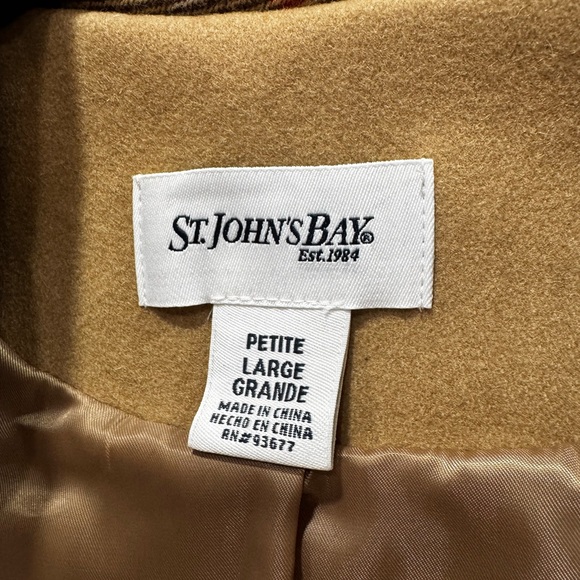 ST. JOHN'S BAY®
Est.1984
PETITE
LARGE
GRANDE
MADE IN CHINA
HECHO EN CHINA
RN#93677